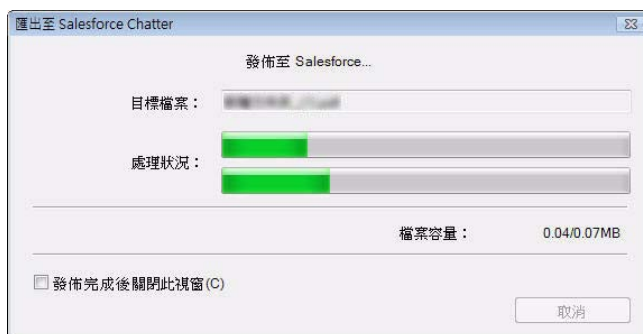 匯出至 Salesforce Chatter
發佈至 Salesforce...
目標檔案：
處理狀況：
檔案容量： 0.04/0.07MB
發佈完成後關閉此視窗(C)
取消